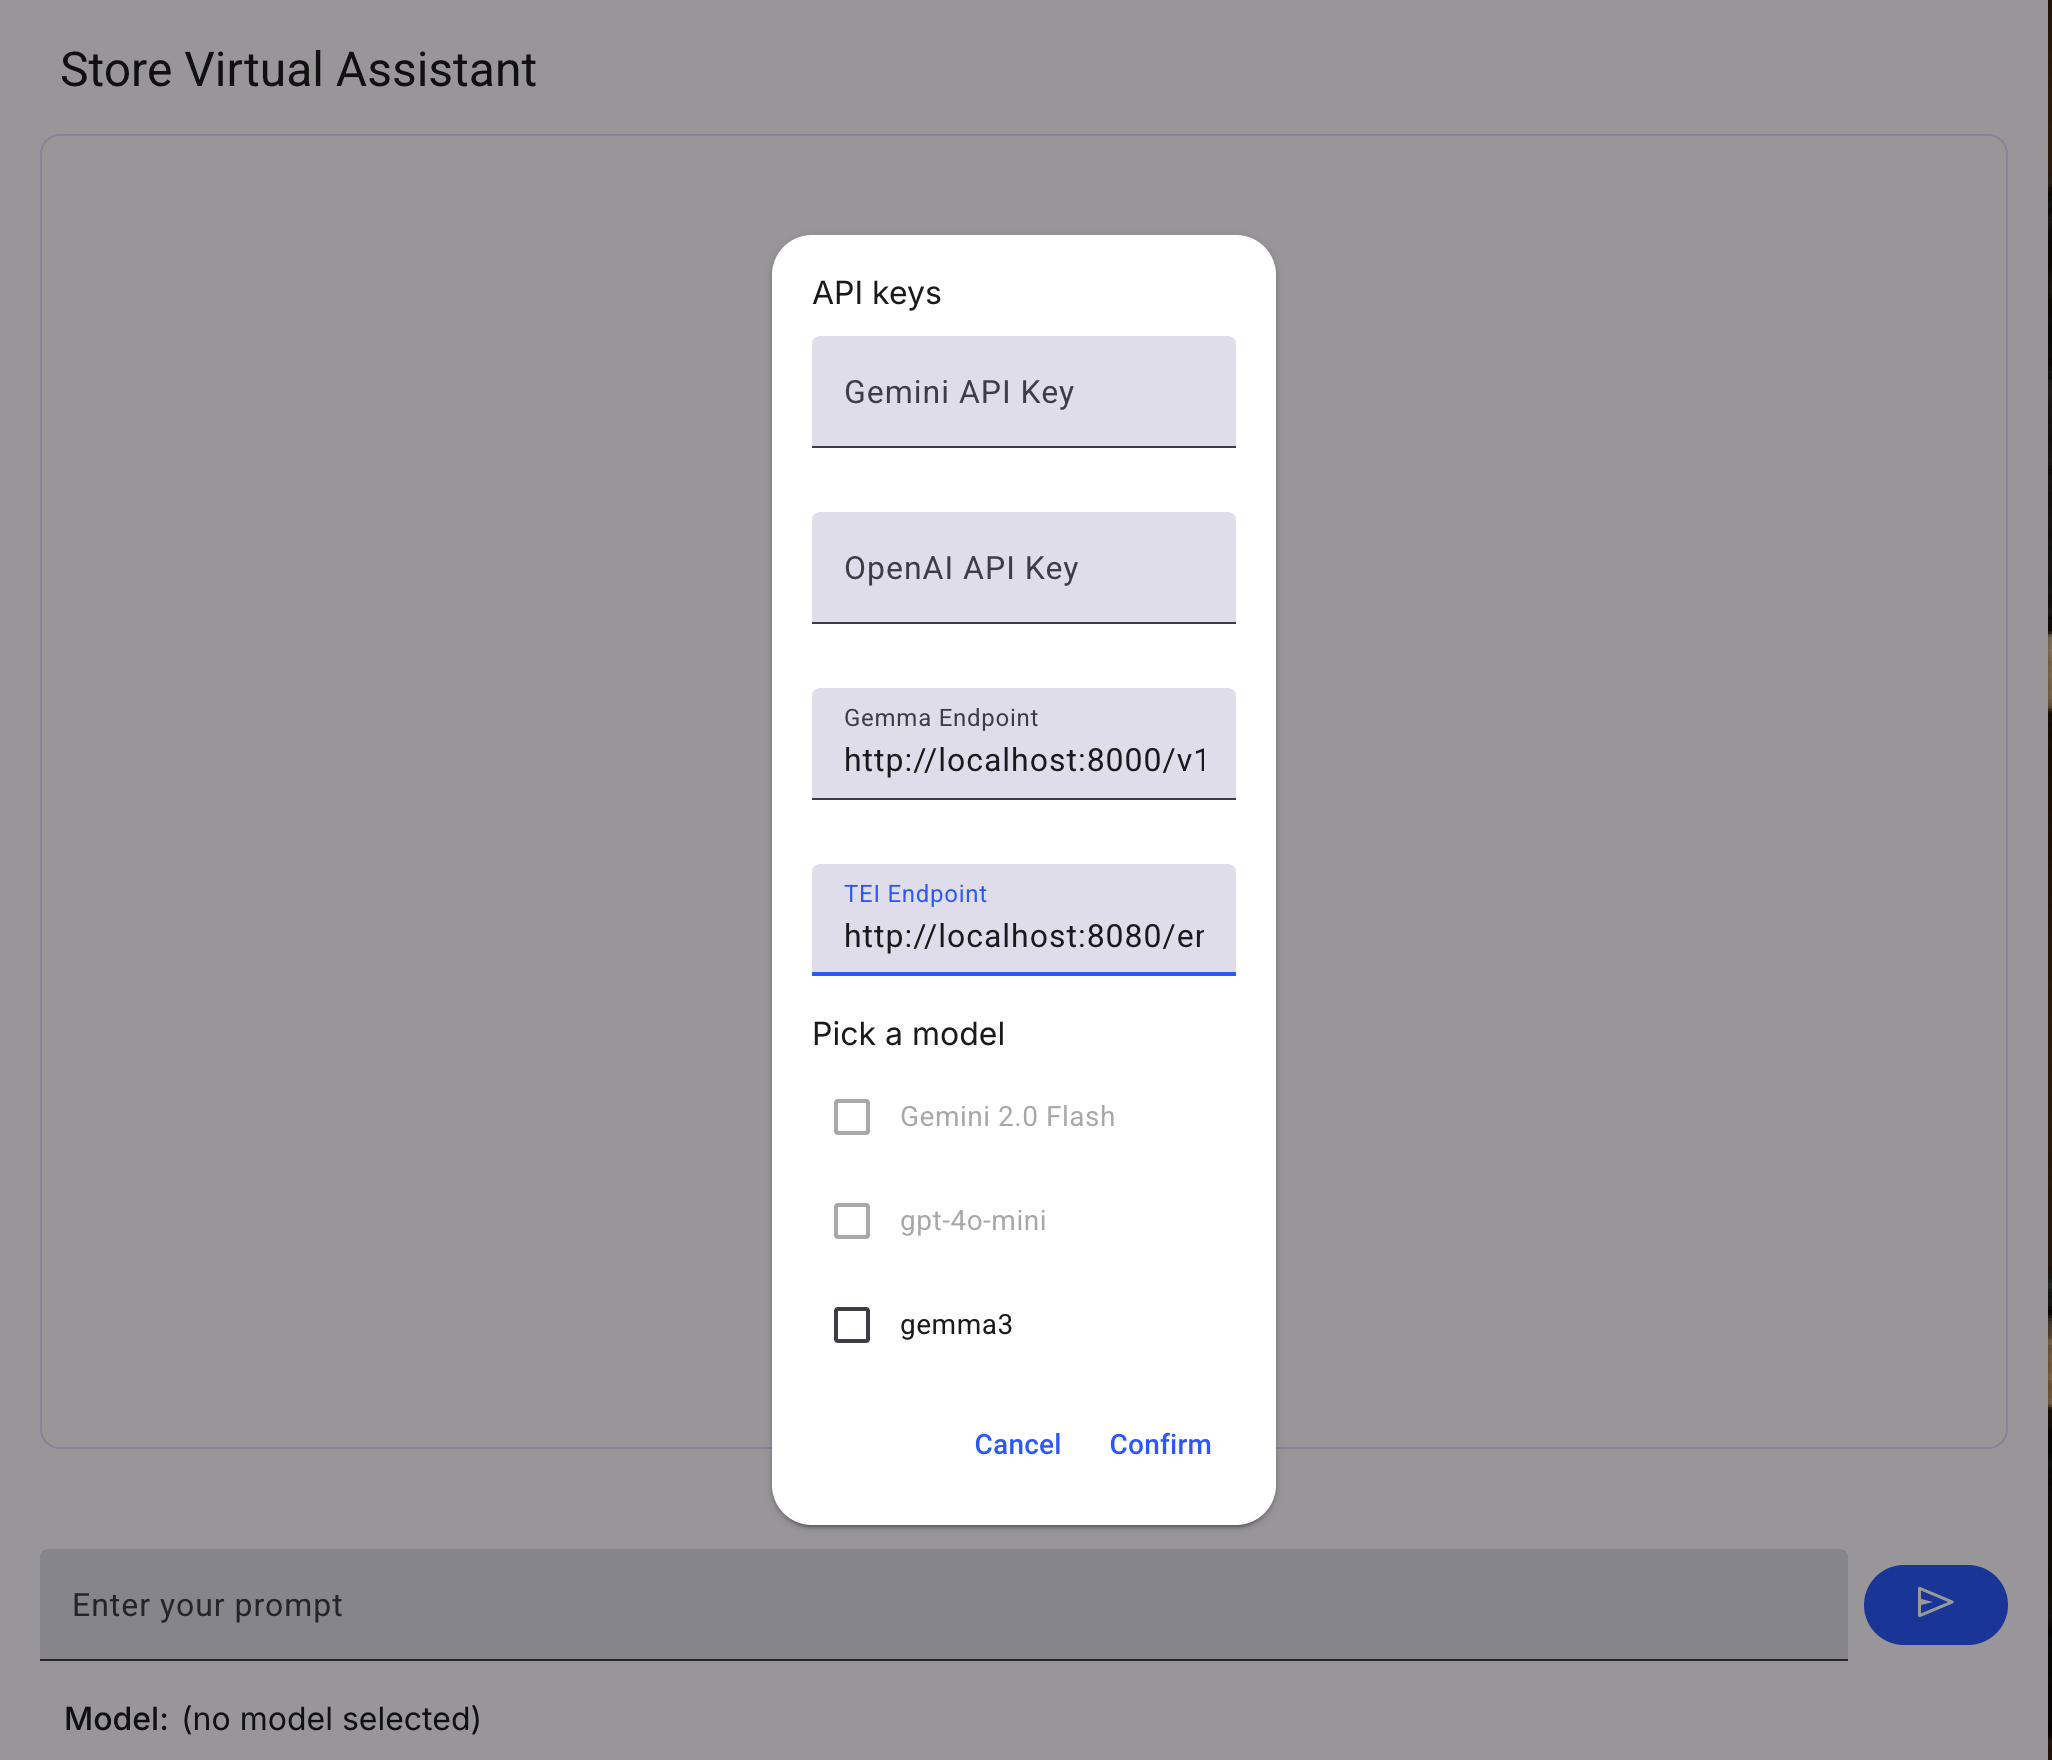 Store Virtual Assistant
API keys
Gemini API Key
OpenAI API Key
Gemma Endpoint
http://localhost:8000/v1
TEI Endpoint
http://localhost:8080/er
Pick a model
Gemini 2.0 Flash
gpt-4o-mini
gemma3
Cancel Confirm
Enter your prompt
Model: (no model selected)